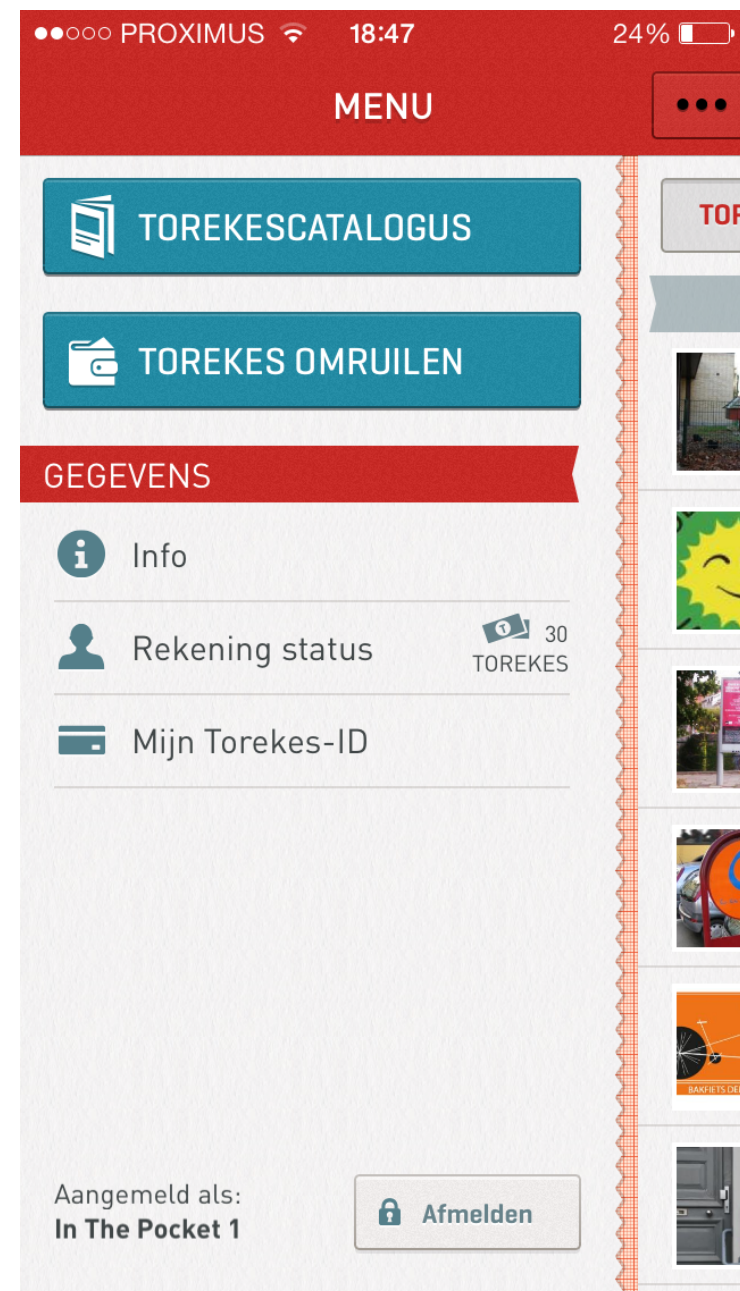 PROXIMUS 18:47 24%
MENU
TOREKESCATALOGUS
TOREKES OMRUILEN
GEGEVENS
Info
Rekening status
30
TOREKES
Mijn Torekes-ID
Aangemeld als:
In The Pocket 1
Afmelden
BAKFIETS